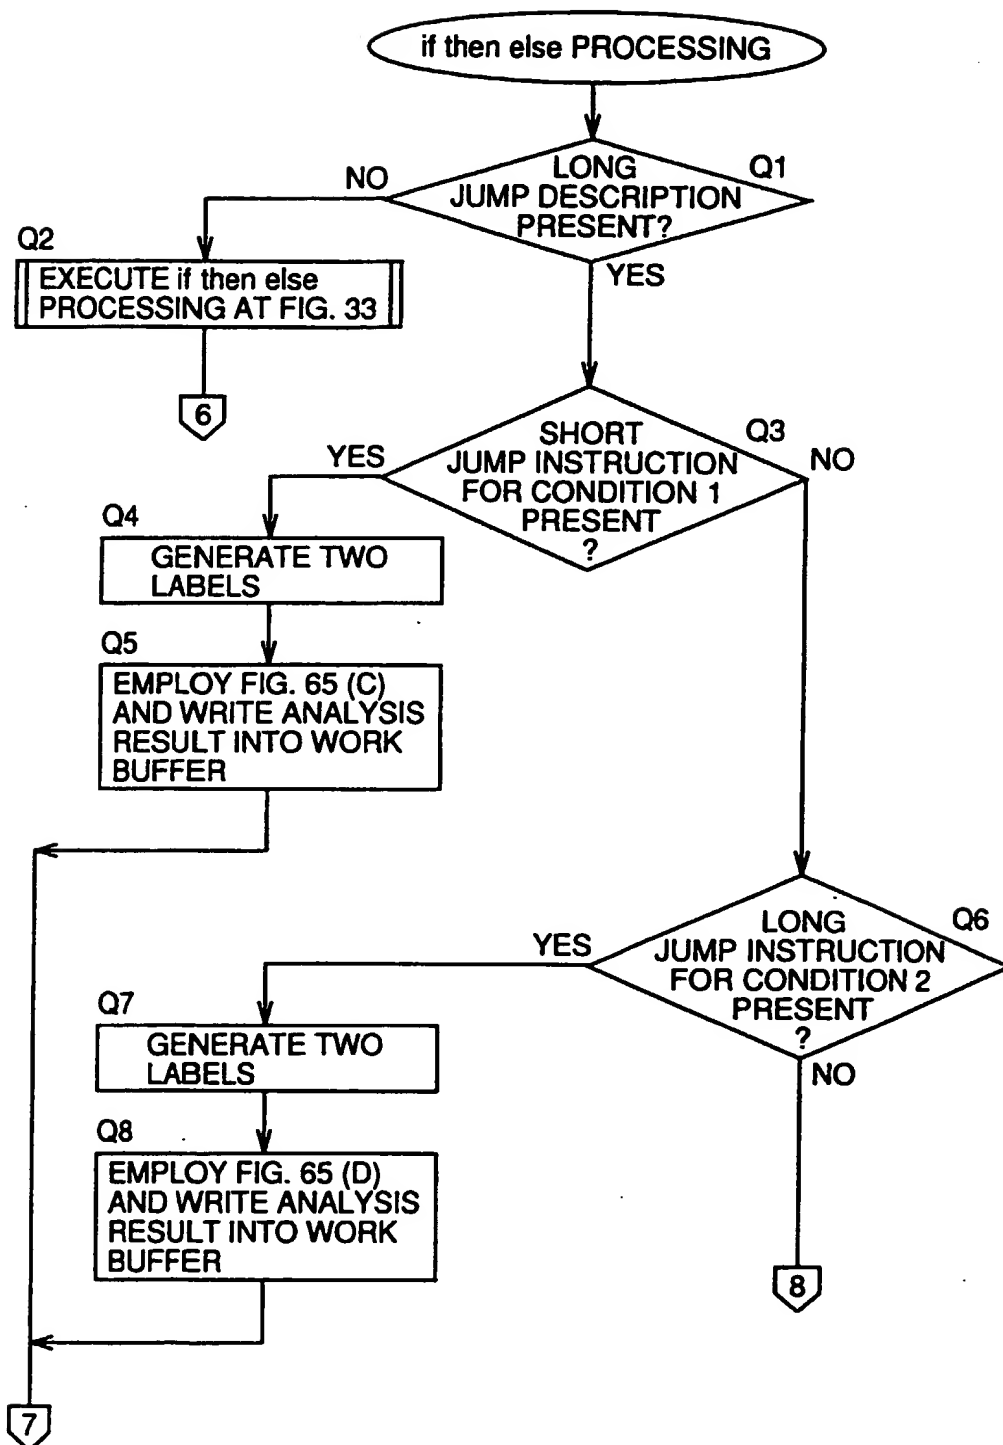 if then else PROCESSING
LONG
JUMP DESCRIPTION
PRESENT?
Q1
NO
YES
Q2
EXECUTE if then else
PROCESSING AT FIG. 33
6
SHORT
JUMP INSTRUCTION
FOR CONDITION 1
PRESENT
?
Q3
YES
NO
Q4
GENERATE TWO
LABELS
Q5
EMPLOY FIG. 65 (C)
AND WRITE ANALYSIS
RESULT INTO WORK
BUFFER
LONG
JUMP INSTRUCTION
FOR CONDITION 2
PRESENT
?
Q6
YES
NO
Q7
GENERATE TWO
LABELS
Q8
EMPLOY FIG. 65 (D)
AND WRITE ANALYSIS
RESULT INTO WORK
BUFFER
8
7